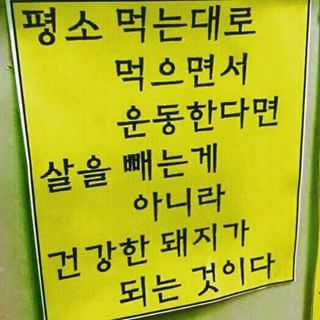 평소 먹는대로
먹으면서
운동한다면
살을 빼는게
아니라
건강한 돼지가
되는 것이다